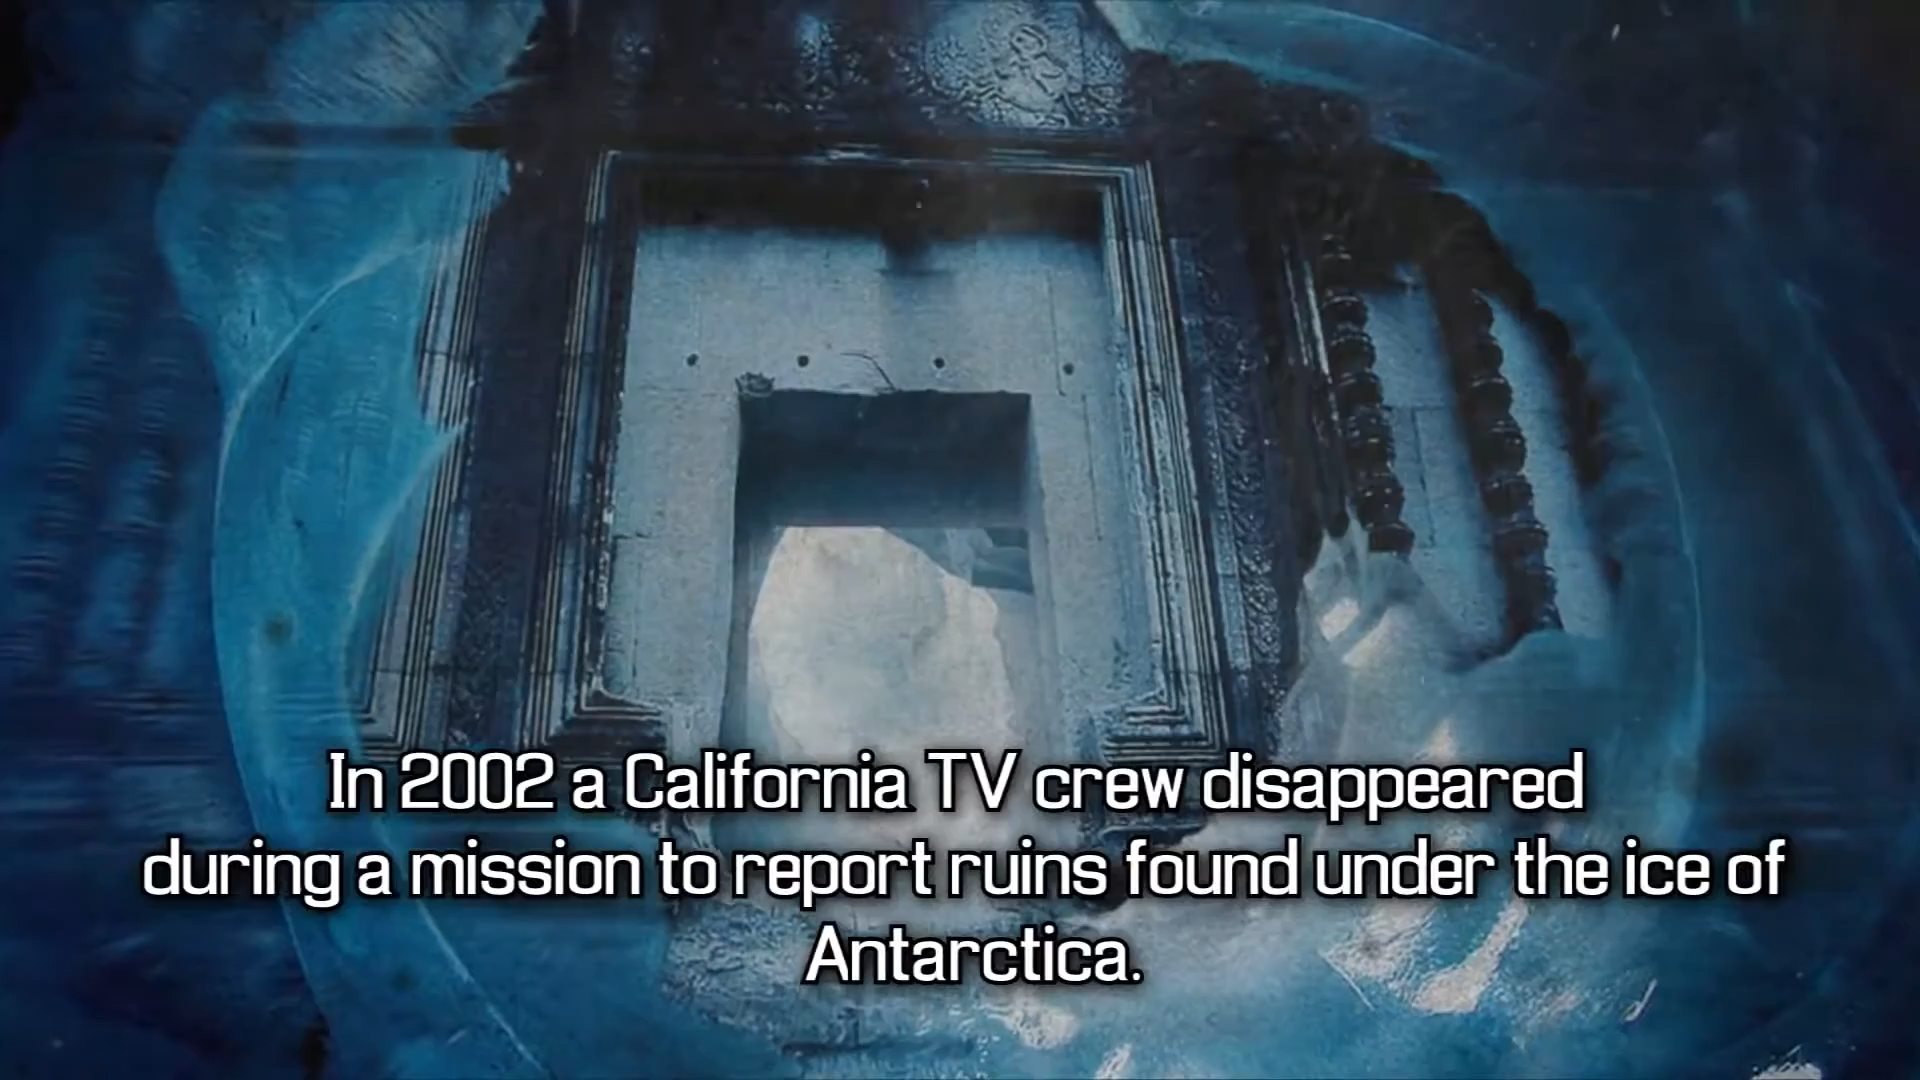 In 2002 a California TV crew disappeared
during a mission to report ruins found under the ice of
Antarctica.